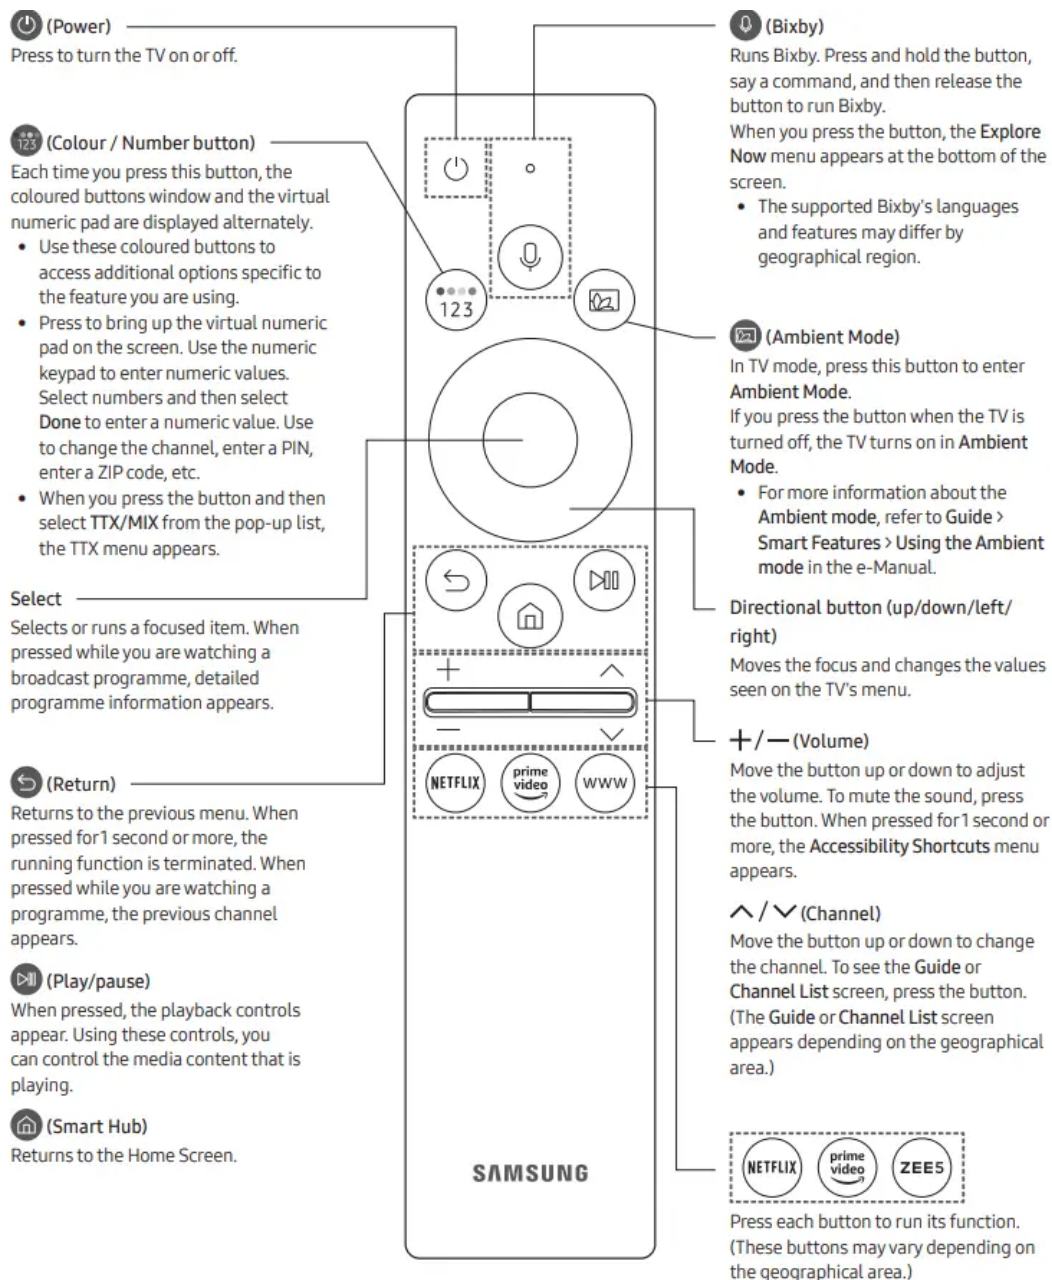 (Power)
Press to turn the TV on or off.
123 (Colour / Number button)
Each time you press this button, the
coloured buttons window and the virtual
numeric pad are displayed alternately.
• Use these coloured buttons to
access additional options specific to
the feature you are using.
• Press to bring up the virtual numeric
pad on the screen. Use the numeric
keypad to enter numeric values.
Select numbers and then select
Done to enter a numeric value. Use
to change the channel, enter a PIN,
enter a ZIP code, etc.
• When you press the button and then
select TTX/MIX from the pop-up list,
the TTX menu appears.
Select
Selects or runs a focused item. When
pressed while you are watching a
broadcast programme, detailed
programme information appears.
(Return)
Returns to the previous menu. When
pressed for 1 second or more, the
running function is terminated. When
pressed while you are watching a
programme, the previous channel
appears.
(Play/pause)
When pressed, the playback controls
appear. Using these controls, you
can control the media content that is
playing.
(Smart Hub)
Returns to the Home Screen.
123
NETFLIX
prime
video
WWW
SAMSUNG
(Bixby)
Runs Bixby. Press and hold the button,
say a command, and then release the
button to run Bixby.
When you press the button, the Explore
Now menu appears at the bottom of the
screen.
• The supported Bixby's languages
and features may differ by
geographical region.
(Ambient Mode)
In TV mode, press this button to enter
Ambient Mode.
If you press the button when the TV is
turned off, the TV turns on in Ambient
Mode.
• For more information about the
Ambient mode, refer to Guide >
Smart Features > Using the Ambient
mode in the e-Manual.
Directional button (up/down/left/
right)
Moves the focus and changes the values
seen on the TV's menu.
+ / — (Volume)
Move the button up or down to adjust
the volume. To mute the sound, press
the button. When pressed for 1 second or
more, the Accessibility Shortcuts menu
appears.
/ (Channel)
Move the button up or down to change
the channel. To see the Guide or
Channel List screen, press the button.
(The Guide or Channel List screen
appears depending on the geographical
area.)
NETFLIX
prime
video
ZEE5
Press each button to run its function.
(These buttons may vary depending on
the geographical area.)